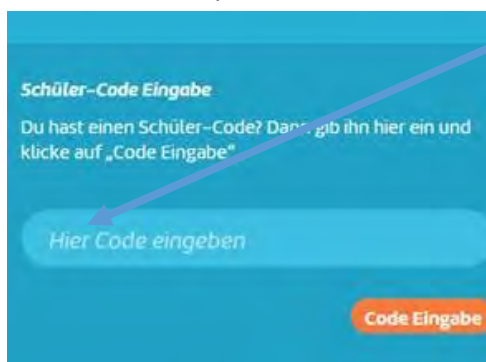 Schüler-Code Eingabe
Du hast einen Schüler-Code? Dann gib ihn hier ein und
klicke auf „Code Eingabe“
Hier Code eingeben
Code Eingabe